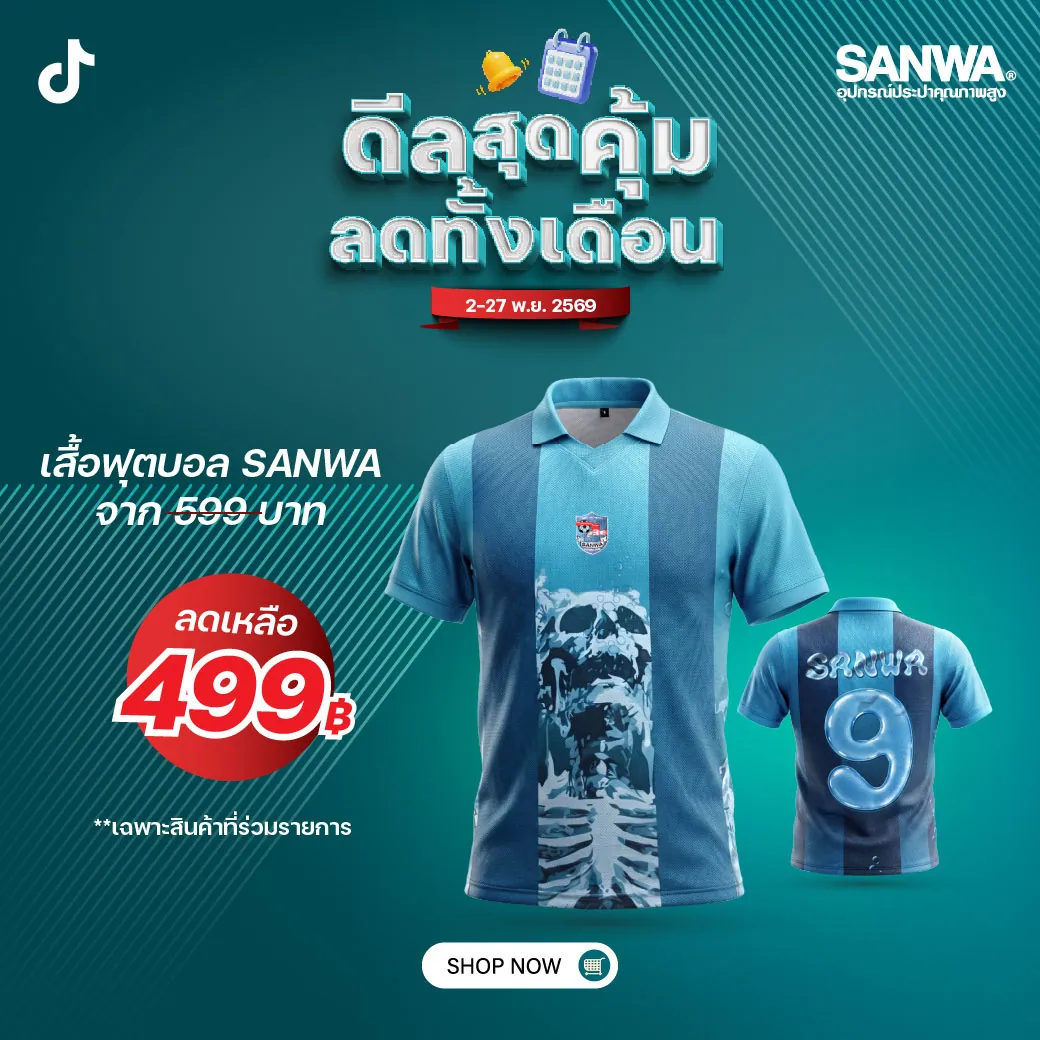 SANWA®
อุปกรณ์ประปาคุณภาพสูง
ดีลสุดคุ้ม
ลดทั้งเดือน
2-27 พ.ย. 2569
เสื้อฟุตบอล SANWA
จาก 599 บาท
ลดเหลือ
499฿
**เฉพาะสินค้าที่ร่วมรายการ
SANWA
SANWA
9
SHOP NOW